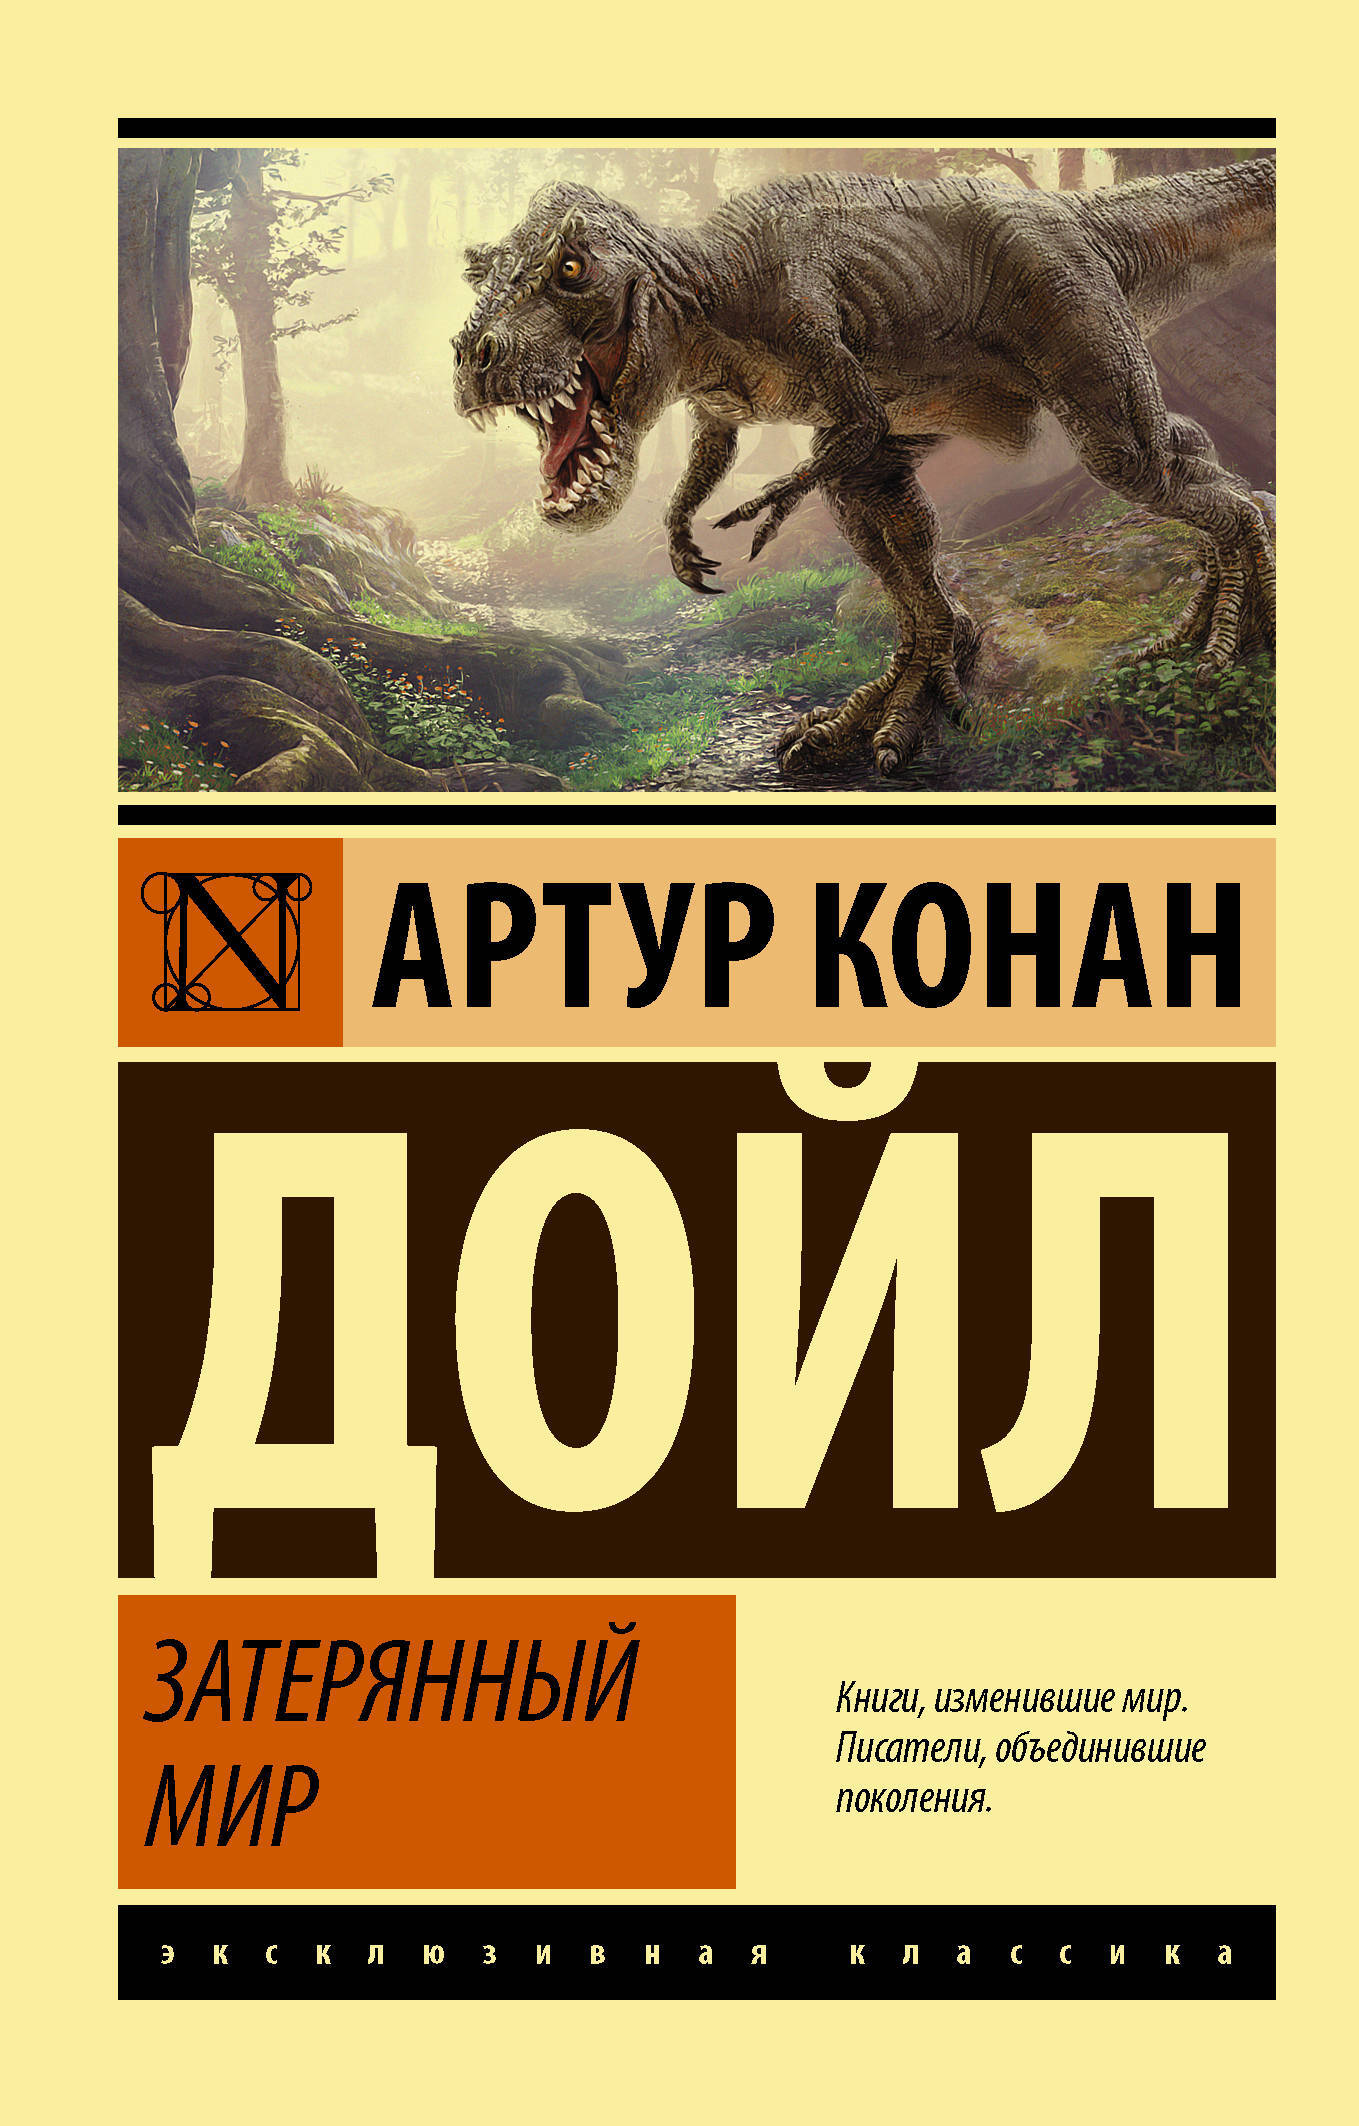 N
АРТУР КОНАН
ДОЙЛ
ЗАТЕРЯННЫЙ
МИР
Книги, изменившие мир.
Писатели, объединившие
поколения.
эксклюзивная классика